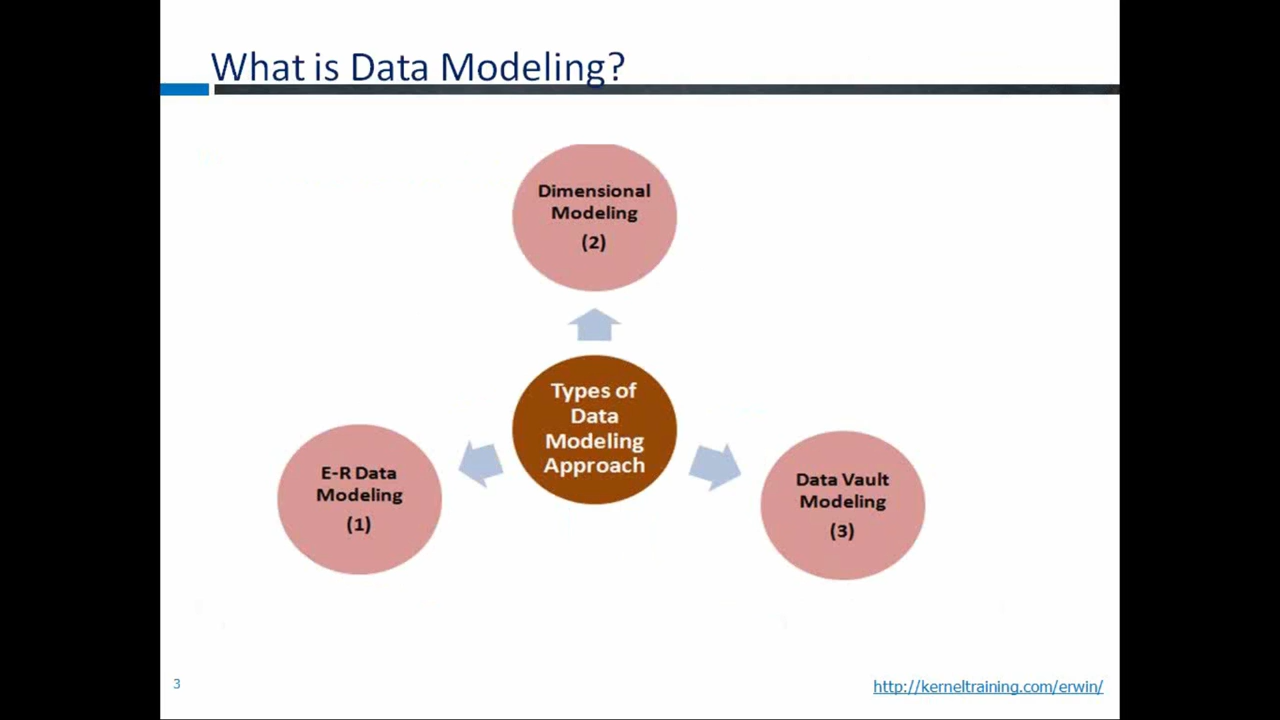 What is Data Modeling?
Dimensional
Modeling
(2)
Types of
Data
Modeling
Approach
E-R Data
Modeling
(1)
Data Vault
Modeling
(3)
3
http://kerneltraining.com/erwin/